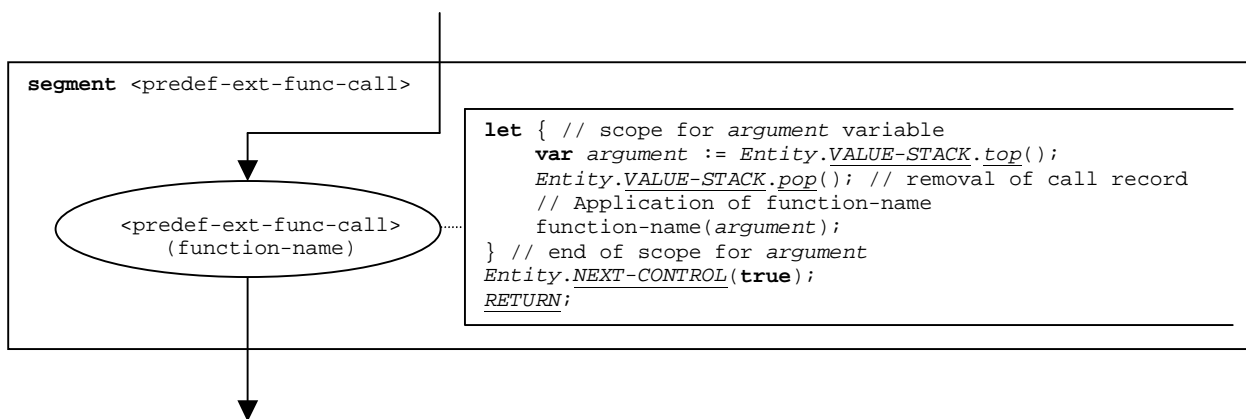 segment <predef-ext-func-call>
let { // scope for argument variable
var argument := Entity.VALUE-STACK.top();
Entity.VALUE-STACK.pop(); // removal of call record
// Application of function-name
function-name(argument);
} // end of scope for argument
Entity.NEXT-CONTROL(true);
RETURN;
<predef-ext-func-call>
(function-name)